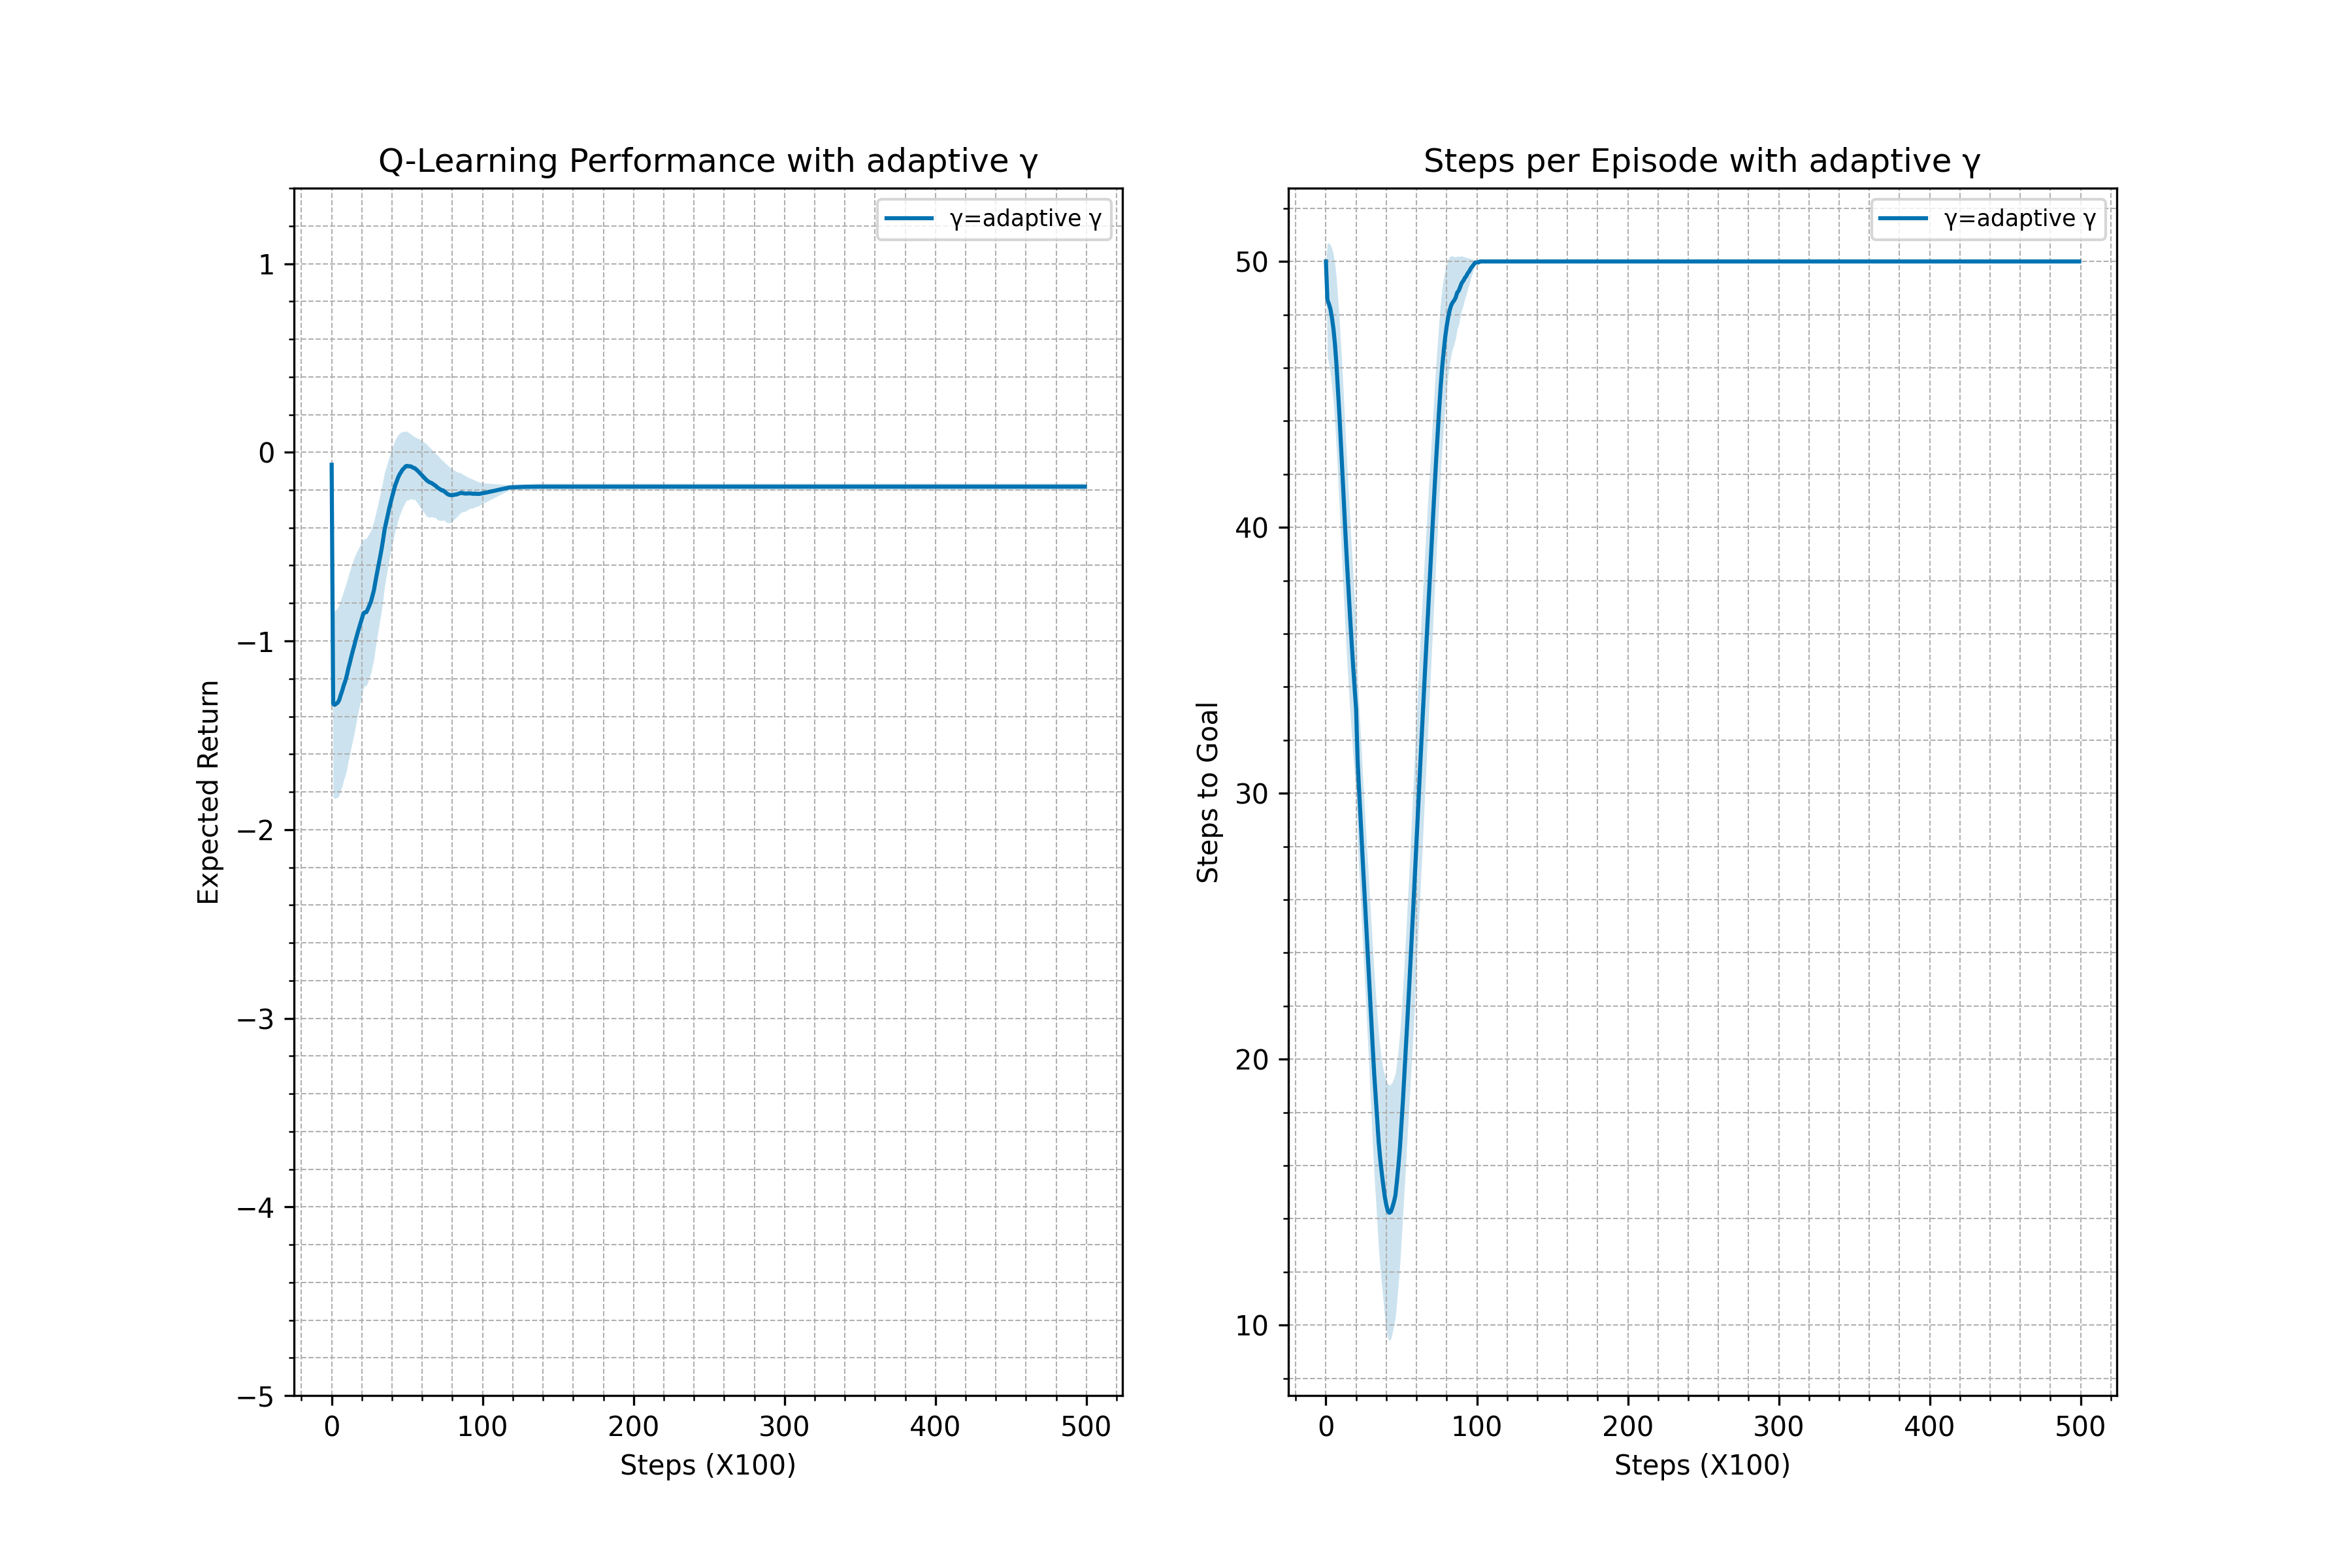 Q-Learning Performance with adaptive γ
γ=adaptive γ
1
0
−1
−2
−3
−4
−5
Expected Return
0 100 200 300 400 500
Steps (X100)
Steps per Episode with adaptive γ
γ=adaptive γ
50
40
30
20
10
Steps to Goal
0 100 200 300 400 500
Steps (X100)